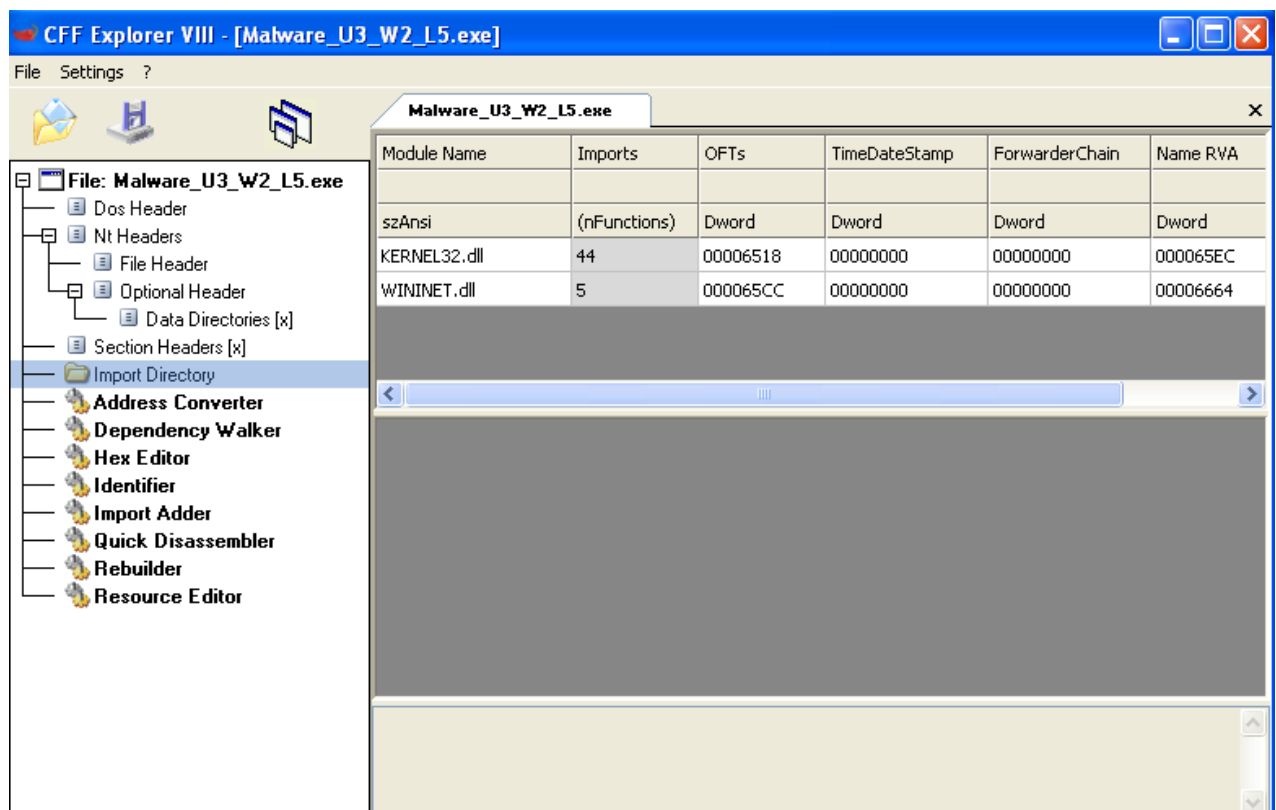 CFF Explorer VIII - [Malware_U3_W2_L5.exe]
File Settings ?
Malware_U3_W2_L5.exe
File: Malware_U3_W2_L5.exe
Dos Header
Nt Headers
File Header
Optional Header
Data Directories [x]
Section Headers [x]
Import Directory
Address Converter
Dependency Walker
Hex Editor
Identifier
Import Adder
Quick Disassembler
Rebuilder
Resource Editor
Module Name Imports OFTs TimeDateStamp ForwarderChain Name RVA
szAnsi (nFunctions) Dword Dword Dword Dword
KERNEL32.dll 44 00006518 00000000 00000000 000065EC
WININET.dll 5 000065CC 00000000 00000000 00006664